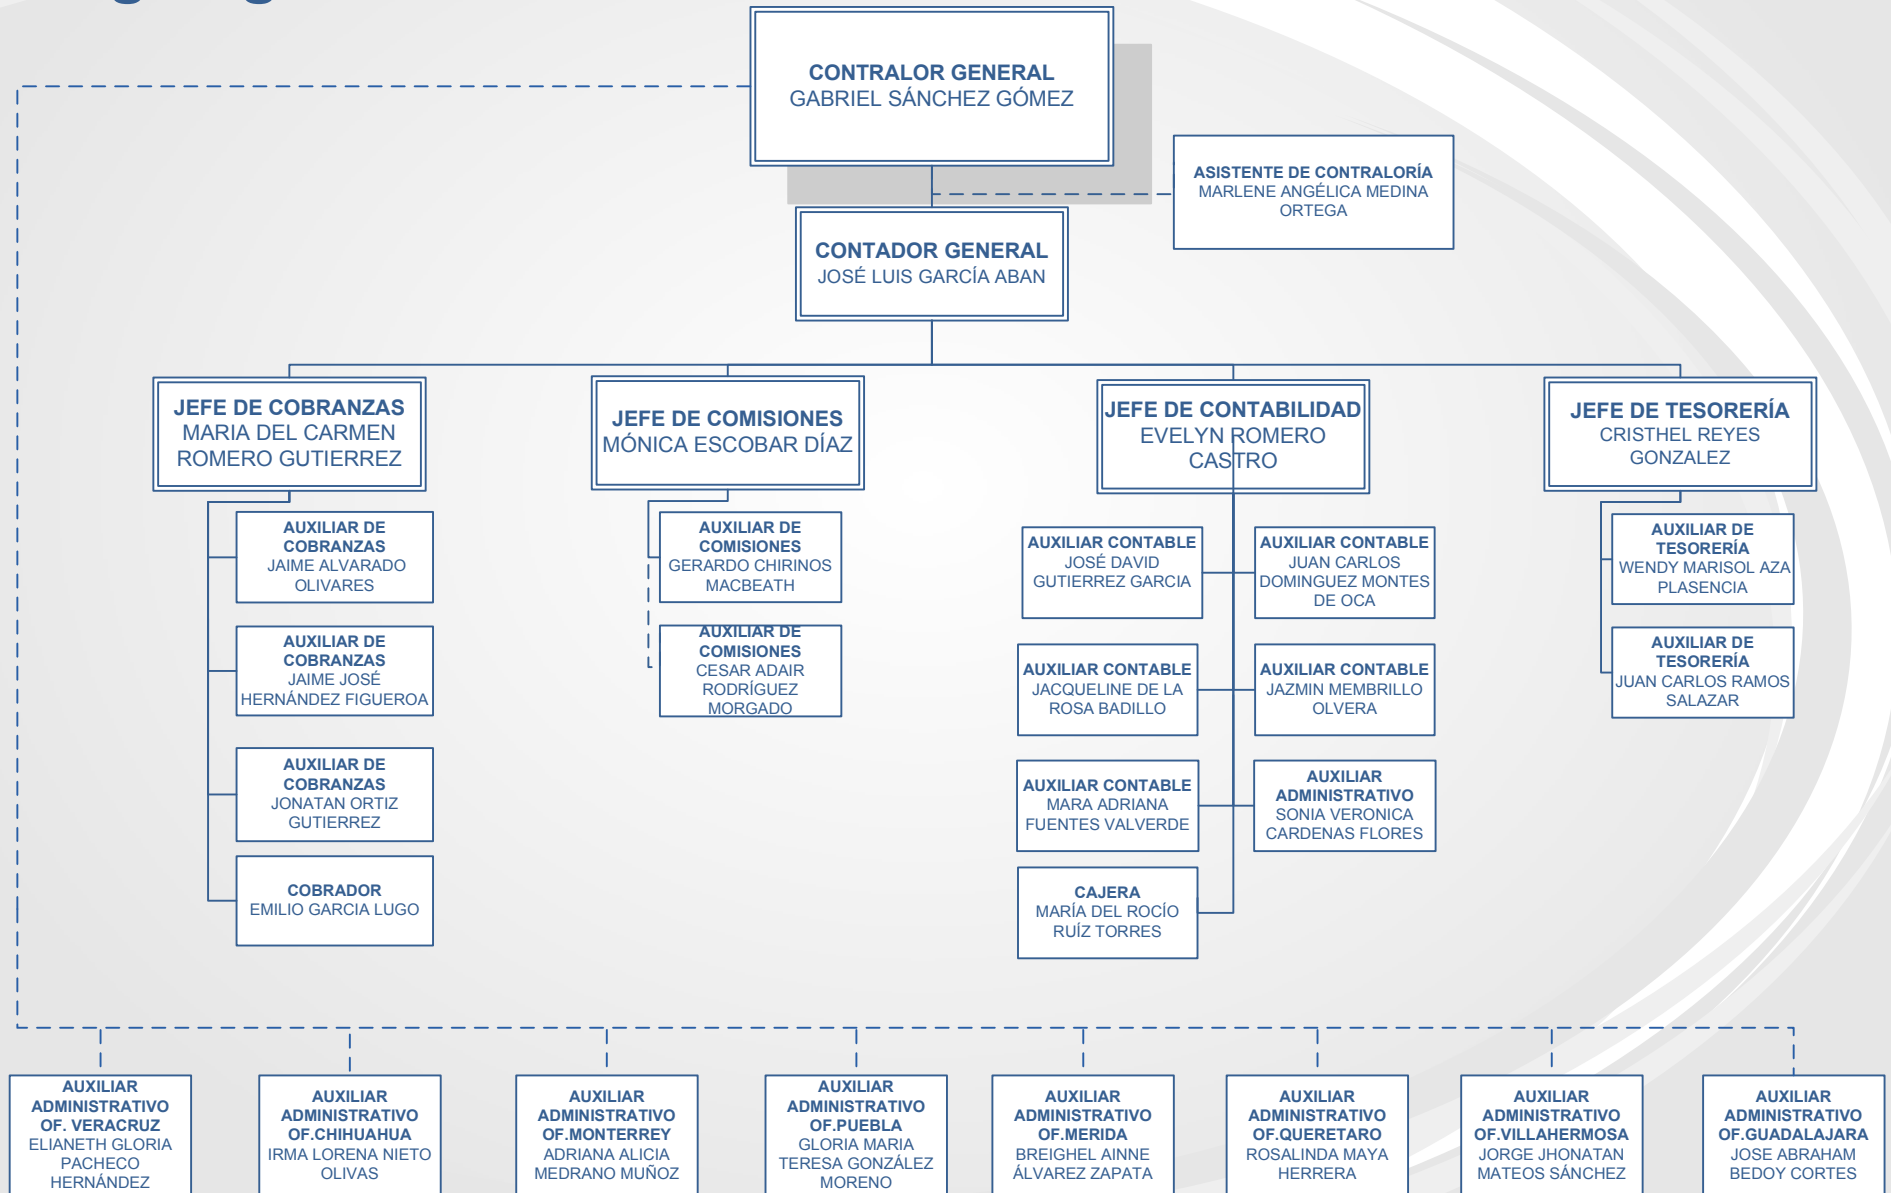 CONTRALOR GENERAL
GABRIEL SÁNCHEZ GÓMEZ
ASISTENTE DE CONTRALORÍA
MARLENE ANGÉLICA MEDINA
ORTEGA
CONTADOR GENERAL
JOSÉ LUIS GARCÍA ABAN
JEFE DE COBRANZAS
MARIA DEL CARMEN
ROMERO GUTIERREZ
JEFE DE COMISIONES
MÓNICA ESCOBAR DÍAZ
JEFE DE CONTABILIDAD
EVELYN ROMERO
CASTRO
JEFE DE TESORERÍA
CRISTHEL REYES
GONZALEZ
AUXILIAR DE
COBRANZAS
JAIME ALVARADO
OLIVARES
AUXILIAR DE
COBRANZAS
JAIME JOSÉ
HERNÁNDEZ FIGUEROA
AUXILIAR DE
COBRANZAS
JONATAN ORTIZ
GUTIERREZ
COBRADOR
EMILIO GARCIA LUGO
AUXILIAR DE
COMISIONES
GERARDO CHIRINOS
MACBEATH
AUXILIAR DE
COMISIONES
CESAR ADAIR
RODRÍGUEZ
MORGADO
AUXILIAR CONTABLE
JOSÉ DAVID
GUTIERREZ GARCIA
AUXILIAR CONTABLE
JUAN CARLOS
DOMINGUEZ MONTES
DE OCA
AUXILIAR CONTABLE
JACQUELINE DE LA
ROSA BADILLO
AUXILIAR CONTABLE
JAZMIN MEMBRILLO
OLVERA
AUXILIAR CONTABLE
MARA ADRIANA
FUENTES VALVERDE
AUXILIAR
ADMINISTRATIVO
SONIA VERONICA
CARDENAS FLORES
CAJERA
MARÍA DEL ROCÍO
RUÍZ TORRES
AUXILIAR DE
TESORERÍA
WENDY MARISOL AZA
PLASENCIA
AUXILIAR DE
TESORERÍA
JUAN CARLOS RAMOS
SALAZAR
AUXILIAR
ADMINISTRATIVO
OF. VERACRUZ
ELIANETH GLORIA
PACHECO
HERNÁNDEZ
AUXILIAR
ADMINISTRATIVO
OF.CHIHUAHUA
IRMA LORENA NIETO
OLIVAS
AUXILIAR
ADMINISTRATIVO
OF.MONTERREY
ADRIANA ALICIA
MEDRANO MUÑOZ
AUXILIAR
ADMINISTRATIVO
OF.PUEBLA
GLORIA MARIA
TERESA GONZÁLEZ
MORENO
AUXILIAR
ADMINISTRATIVO
OF.MERIDA
BREIGHEL AINNE
ÁLVAREZ ZAPATA
AUXILIAR
ADMINISTRATIVO
OF.QUERETARO
ROSALINDA MAYA
HERRERA
AUXILIAR
ADMINISTRATIVO
OF.VILLAHERMOSA
JORGE JHONATAN
MATEOS SÁNCHEZ
AUXILIAR
ADMINISTRATIVO
OF.GUADALAJARA
JOSE ABRAHAM
BEDOY CORTES